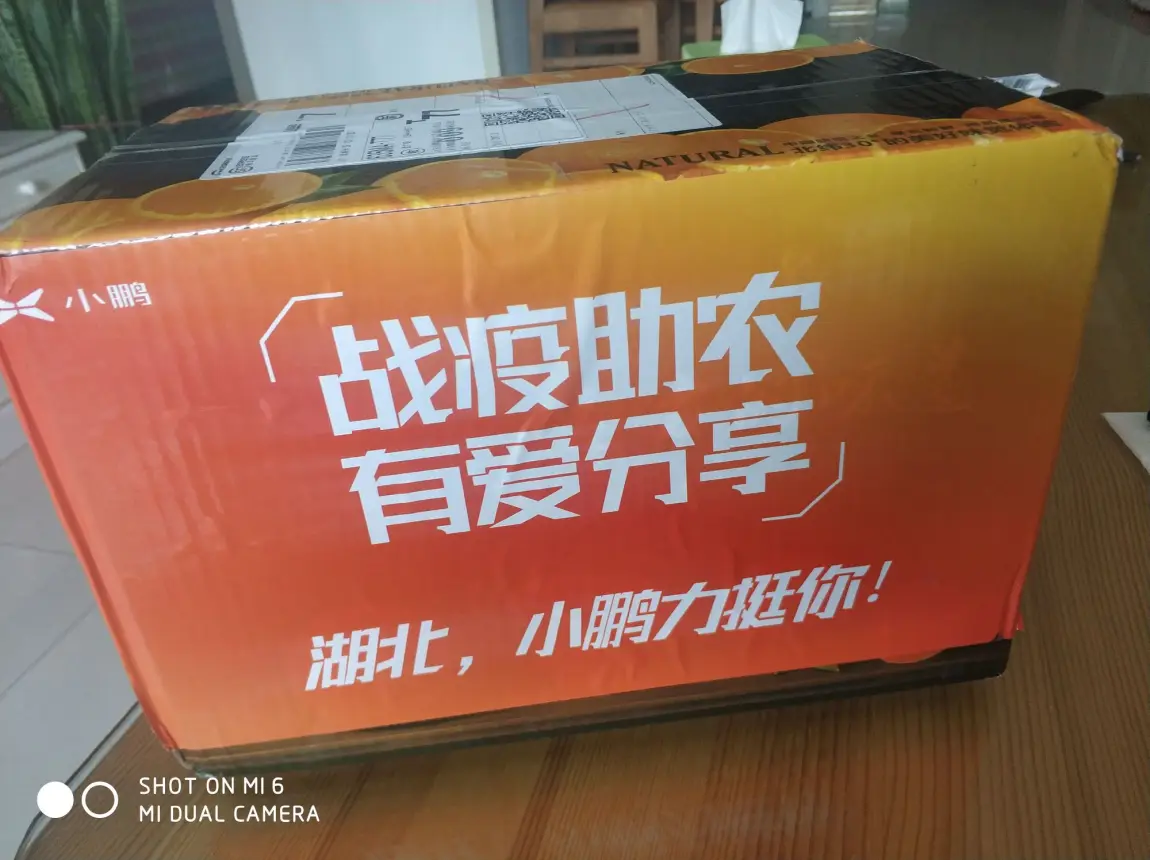 NATURAL
小鹏
战疫助农
有爱分享
湖北，小鹏力挺你！
SHOT ON MI 6
MI DUAL CAMERA